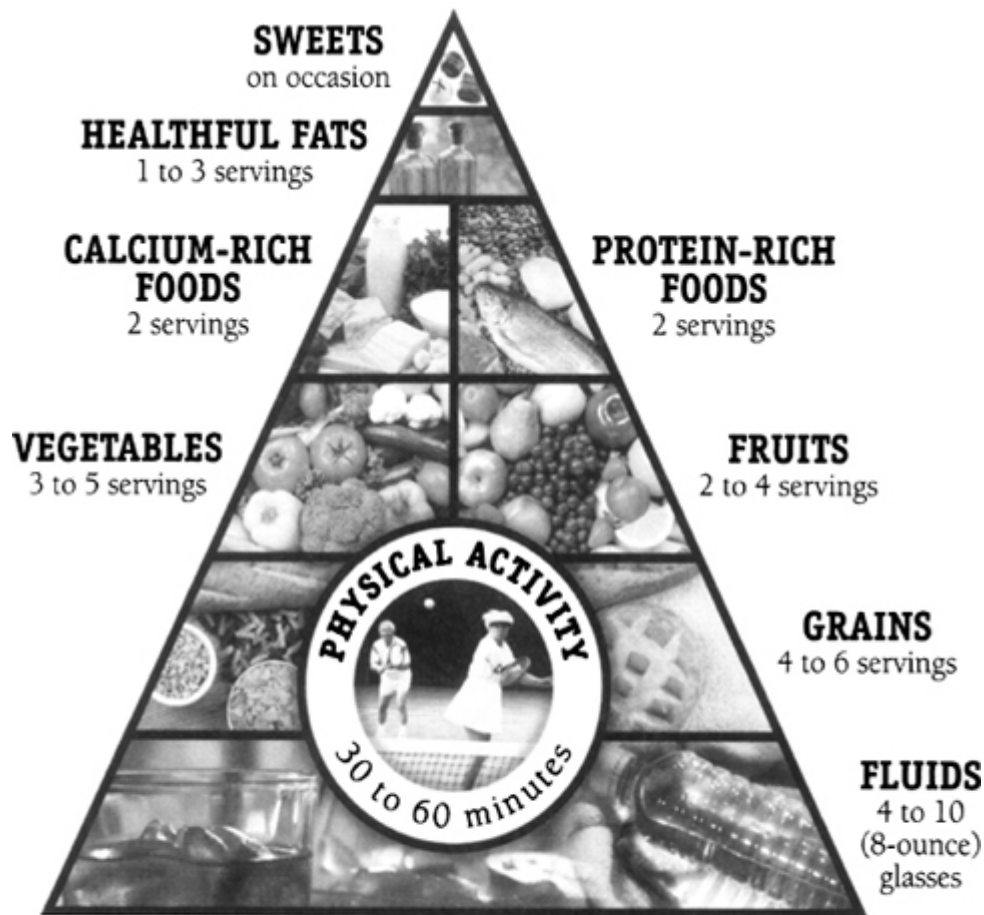 SWEETS
on occasion
HEALTHFUL FATS
1 to 3 servings
CALCIUM-RICH
FOODS
2 servings
PROTEIN-RICH
FOODS
2 servings
VEGETABLES
3 to 5 servings
FRUITS
2 to 4 servings
PHYSICAL ACTIVITY
30 to 60 minutes
GRAINS
4 to 6 servings
FLUIDS
4 to 10
(8-ounce)
glasses